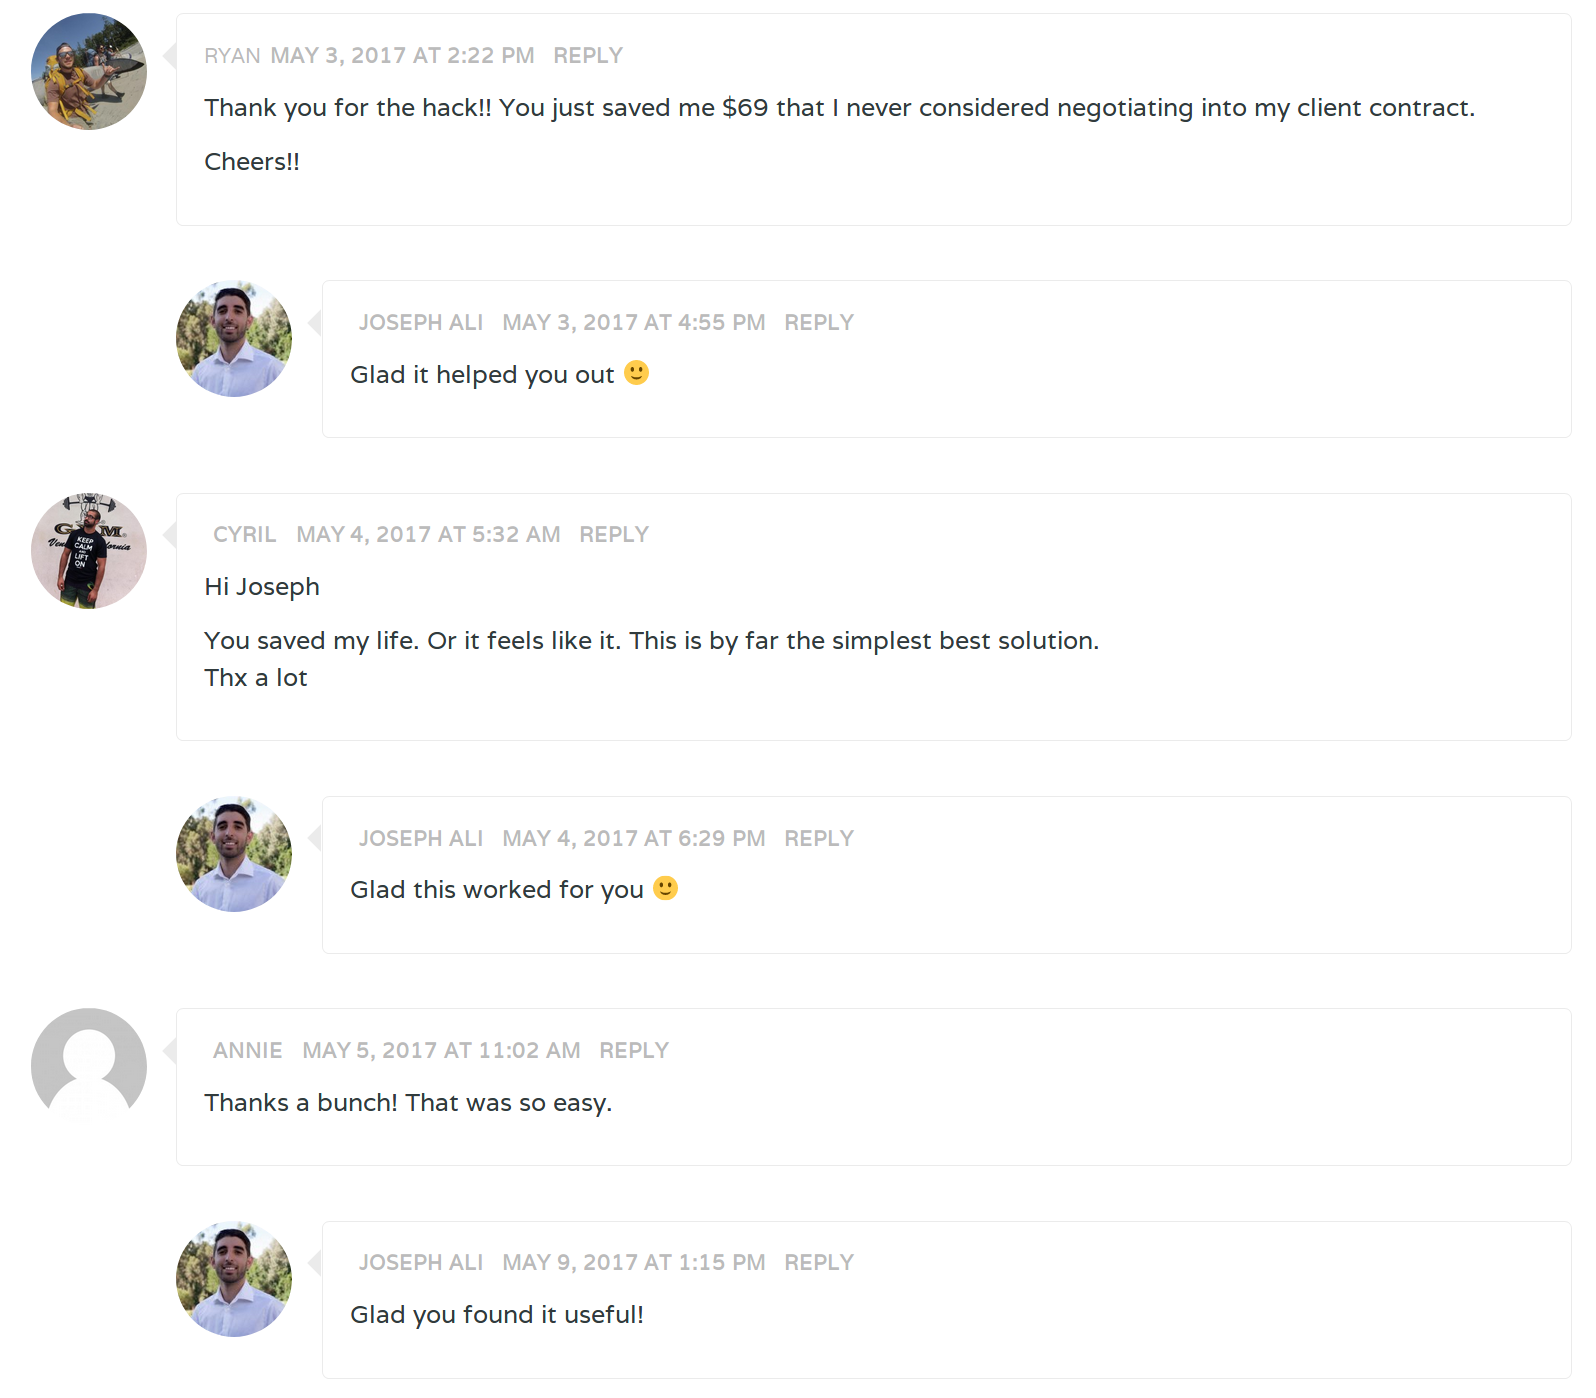 RYAN MAY 3, 2017 AT 2:22 PM REPLY
Thank you for the hack!! You just saved me $69 that I never considered negotiating into my client contract.
Cheers!!
JOSEPH ALI MAY 3, 2017 AT 4:55 PM REPLY
Glad it helped you out 🙂
CYRIL MAY 4, 2017 AT 5:32 AM REPLY
KEEP
CALM
AND
LIFT
ON
Hi Joseph
You saved my life. Or it feels like it. This is by far the simplest best solution.
Thx a lot
JOSEPH ALI MAY 4, 2017 AT 6:29 PM REPLY
Glad this worked for you 🙂
ANNIE MAY 5, 2017 AT 11:02 AM REPLY
Thanks a bunch! That was so easy.
JOSEPH ALI MAY 9, 2017 AT 1:15 PM REPLY
Glad you found it useful!